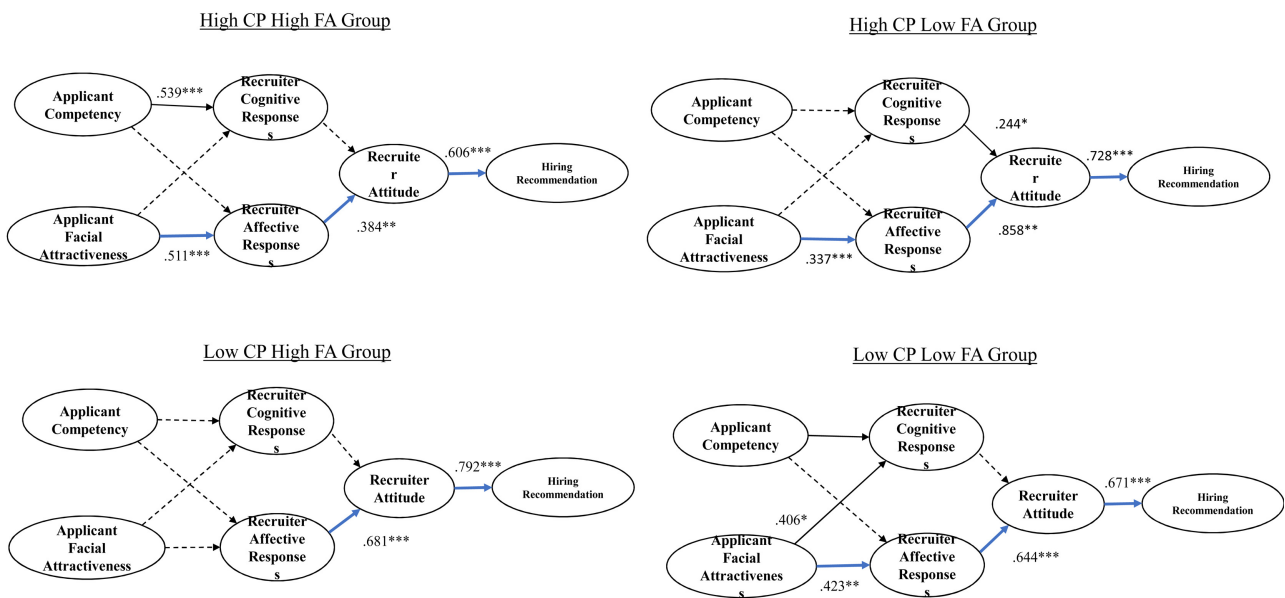 High CP High FA Group
Applicant
Competency
.539***
Recruiter
Cognitive
Response
s
Recruite
r
Attitude
.606***
Hiring
Recommendation
Applicant
Facial
Attractiveness
.511***
Recruiter
Affective
Response
s
.384**
High CP Low FA Group
Applicant
Competency
Recruiter
Cognitive
Response
s
.244*
Recruite
r
Attitude
.728***
Hiring
Recommendation
Applicant
Facial
Attractiveness
.337***
Recruiter
Affective
Response
s
.858**
Low CP High FA Group
Applicant
Competency
Recruiter
Cognitive
Response
s
Recruiter
Attitude
.792***
Hiring
Recommendation
Applicant
Facial
Attractiveness
Recruiter
Affective
Response
s
.681***
Low CP Low FA Group
Applicant
Competency
Recruiter
Cognitive
Response
s
Recruiter
Attitude
.671***
Hiring
Recommendation
.406*
Applicant
Facial
Attractivenes
s
.423**
Recruiter
Affective
Response
s
.644***